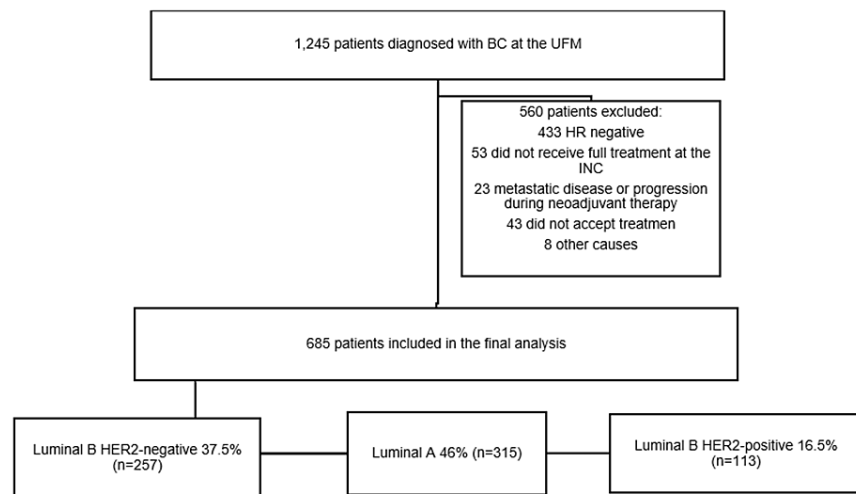 1,245 patients diagnosed with BC at the UFM
560 patients excluded:
433 HR negative
53 did not receive full treatment at the
INC
23 metastatic disease or progression
during neoadjuvant therapy
43 did not accept treatmen
8 other causes
685 patients included in the final analysis
Luminal B HER2-negative 37.5%
(n=257)
Luminal A 46% (n=315)
Luminal B HER2-positive 16.5%
(n=113)